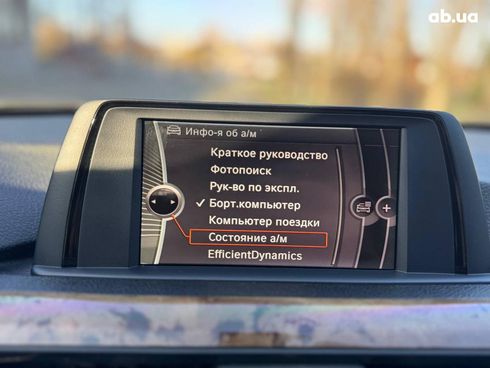 ab.ua
Инфо-я об а/м
Краткое руководство
Фотопоиск
Рук-во по экспл.
Борт.компьютер
Компьютер поездки
Состояние а/м
EfficientDynamics